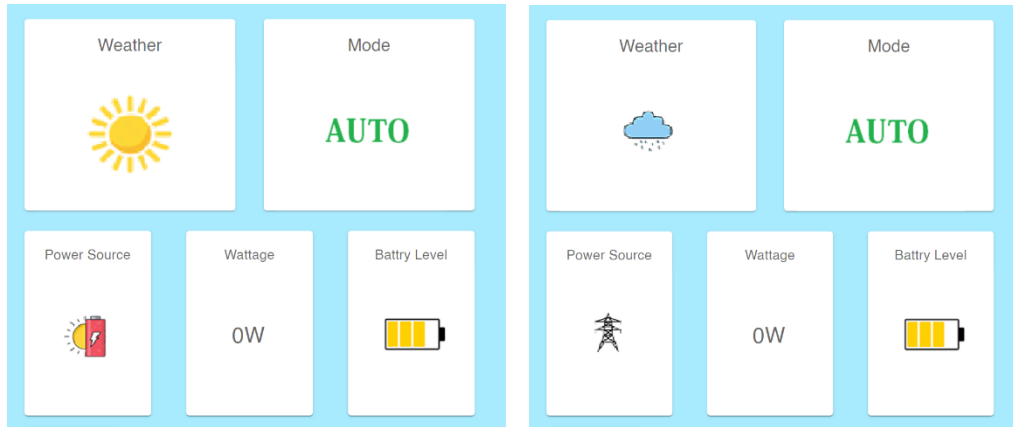 Weather
Mode
AUTO
Power Source
Wattage
Battry Level
0W
Weather
Mode
AUTO
Power Source
Wattage
Battry Level
0W